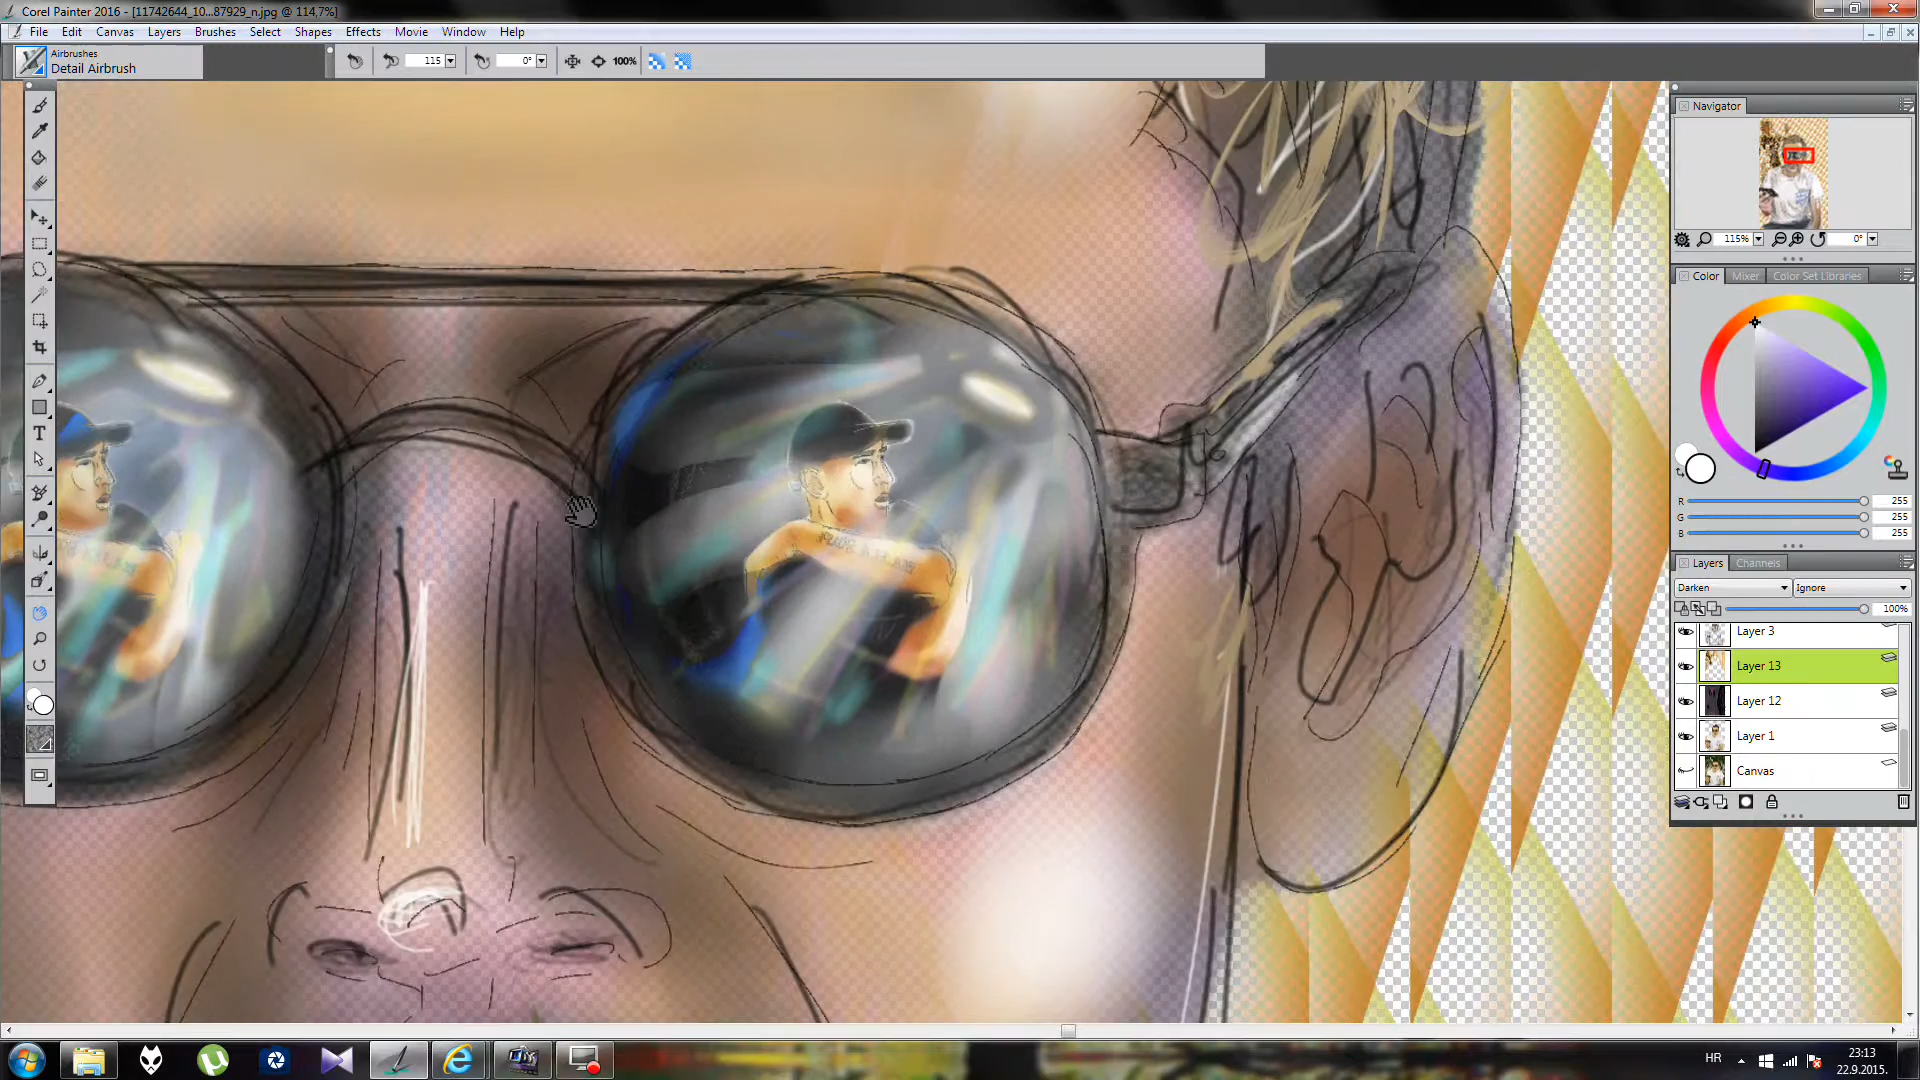 Corel Painter 2016 - [11742644_10...87929_n.jpg @ 114,7%]
File Edit Canvas Layers Brushes Select Shapes Effects Movie Window Help
Airbrushes
Detail Airbrush
115
0°
100%
Navigator
115%
0°
Color Mixer Color Set Libraries
R 255
G 255
B 255
Layers Channels
Darken Ignore
100%
Layer 3
Layer 13
Layer 12
Layer 1
Canvas
HR
23:13
22.9.2015.